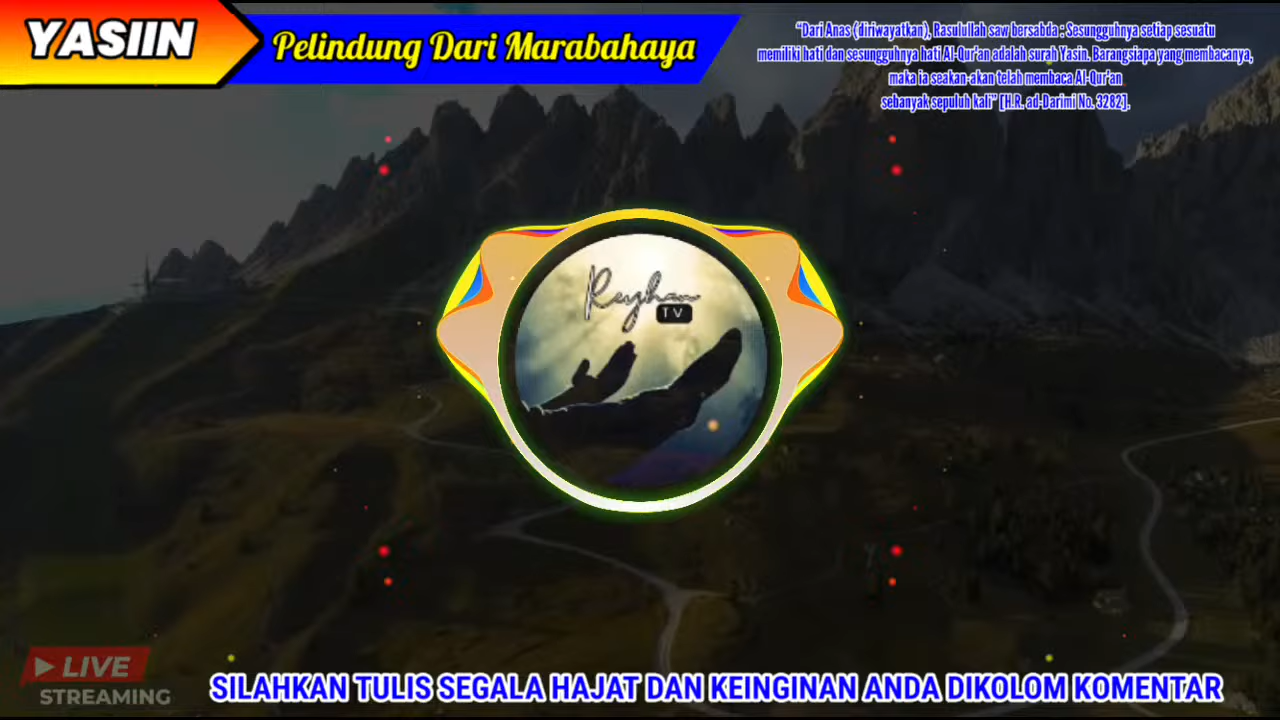 YASIIN
Pelindung Dari Marabahaya
"Dari Anas (diriwayatkan), Rasulullah saw bersabda : Sesungguhnya setiap sesuatu
memiliki hati dan sesungguhnya hati Al-Qur'an adalah surah Yasin. Barangsiapa yang membacanya,
maka ia seakan-akan telah membaca Al-Qur'an
sebanyak sepuluh kali" [H.R. ad-Darimi No. 3282].
Reyhan
TV
LIVE
STREAMING
SILAHKAN TULIS SEGALA HAJAT DAN KEINGINAN ANDA DIKOLOM KOMENTAR